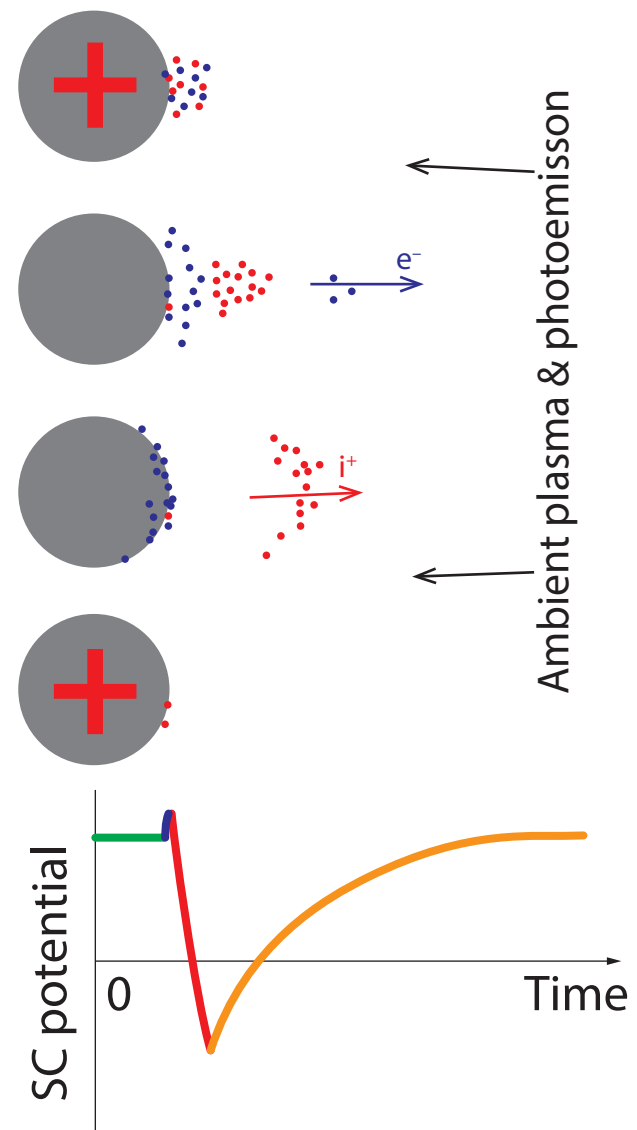 e⁻
Ambient plasma & photoemisson
i⁺
SC potential
0
Time